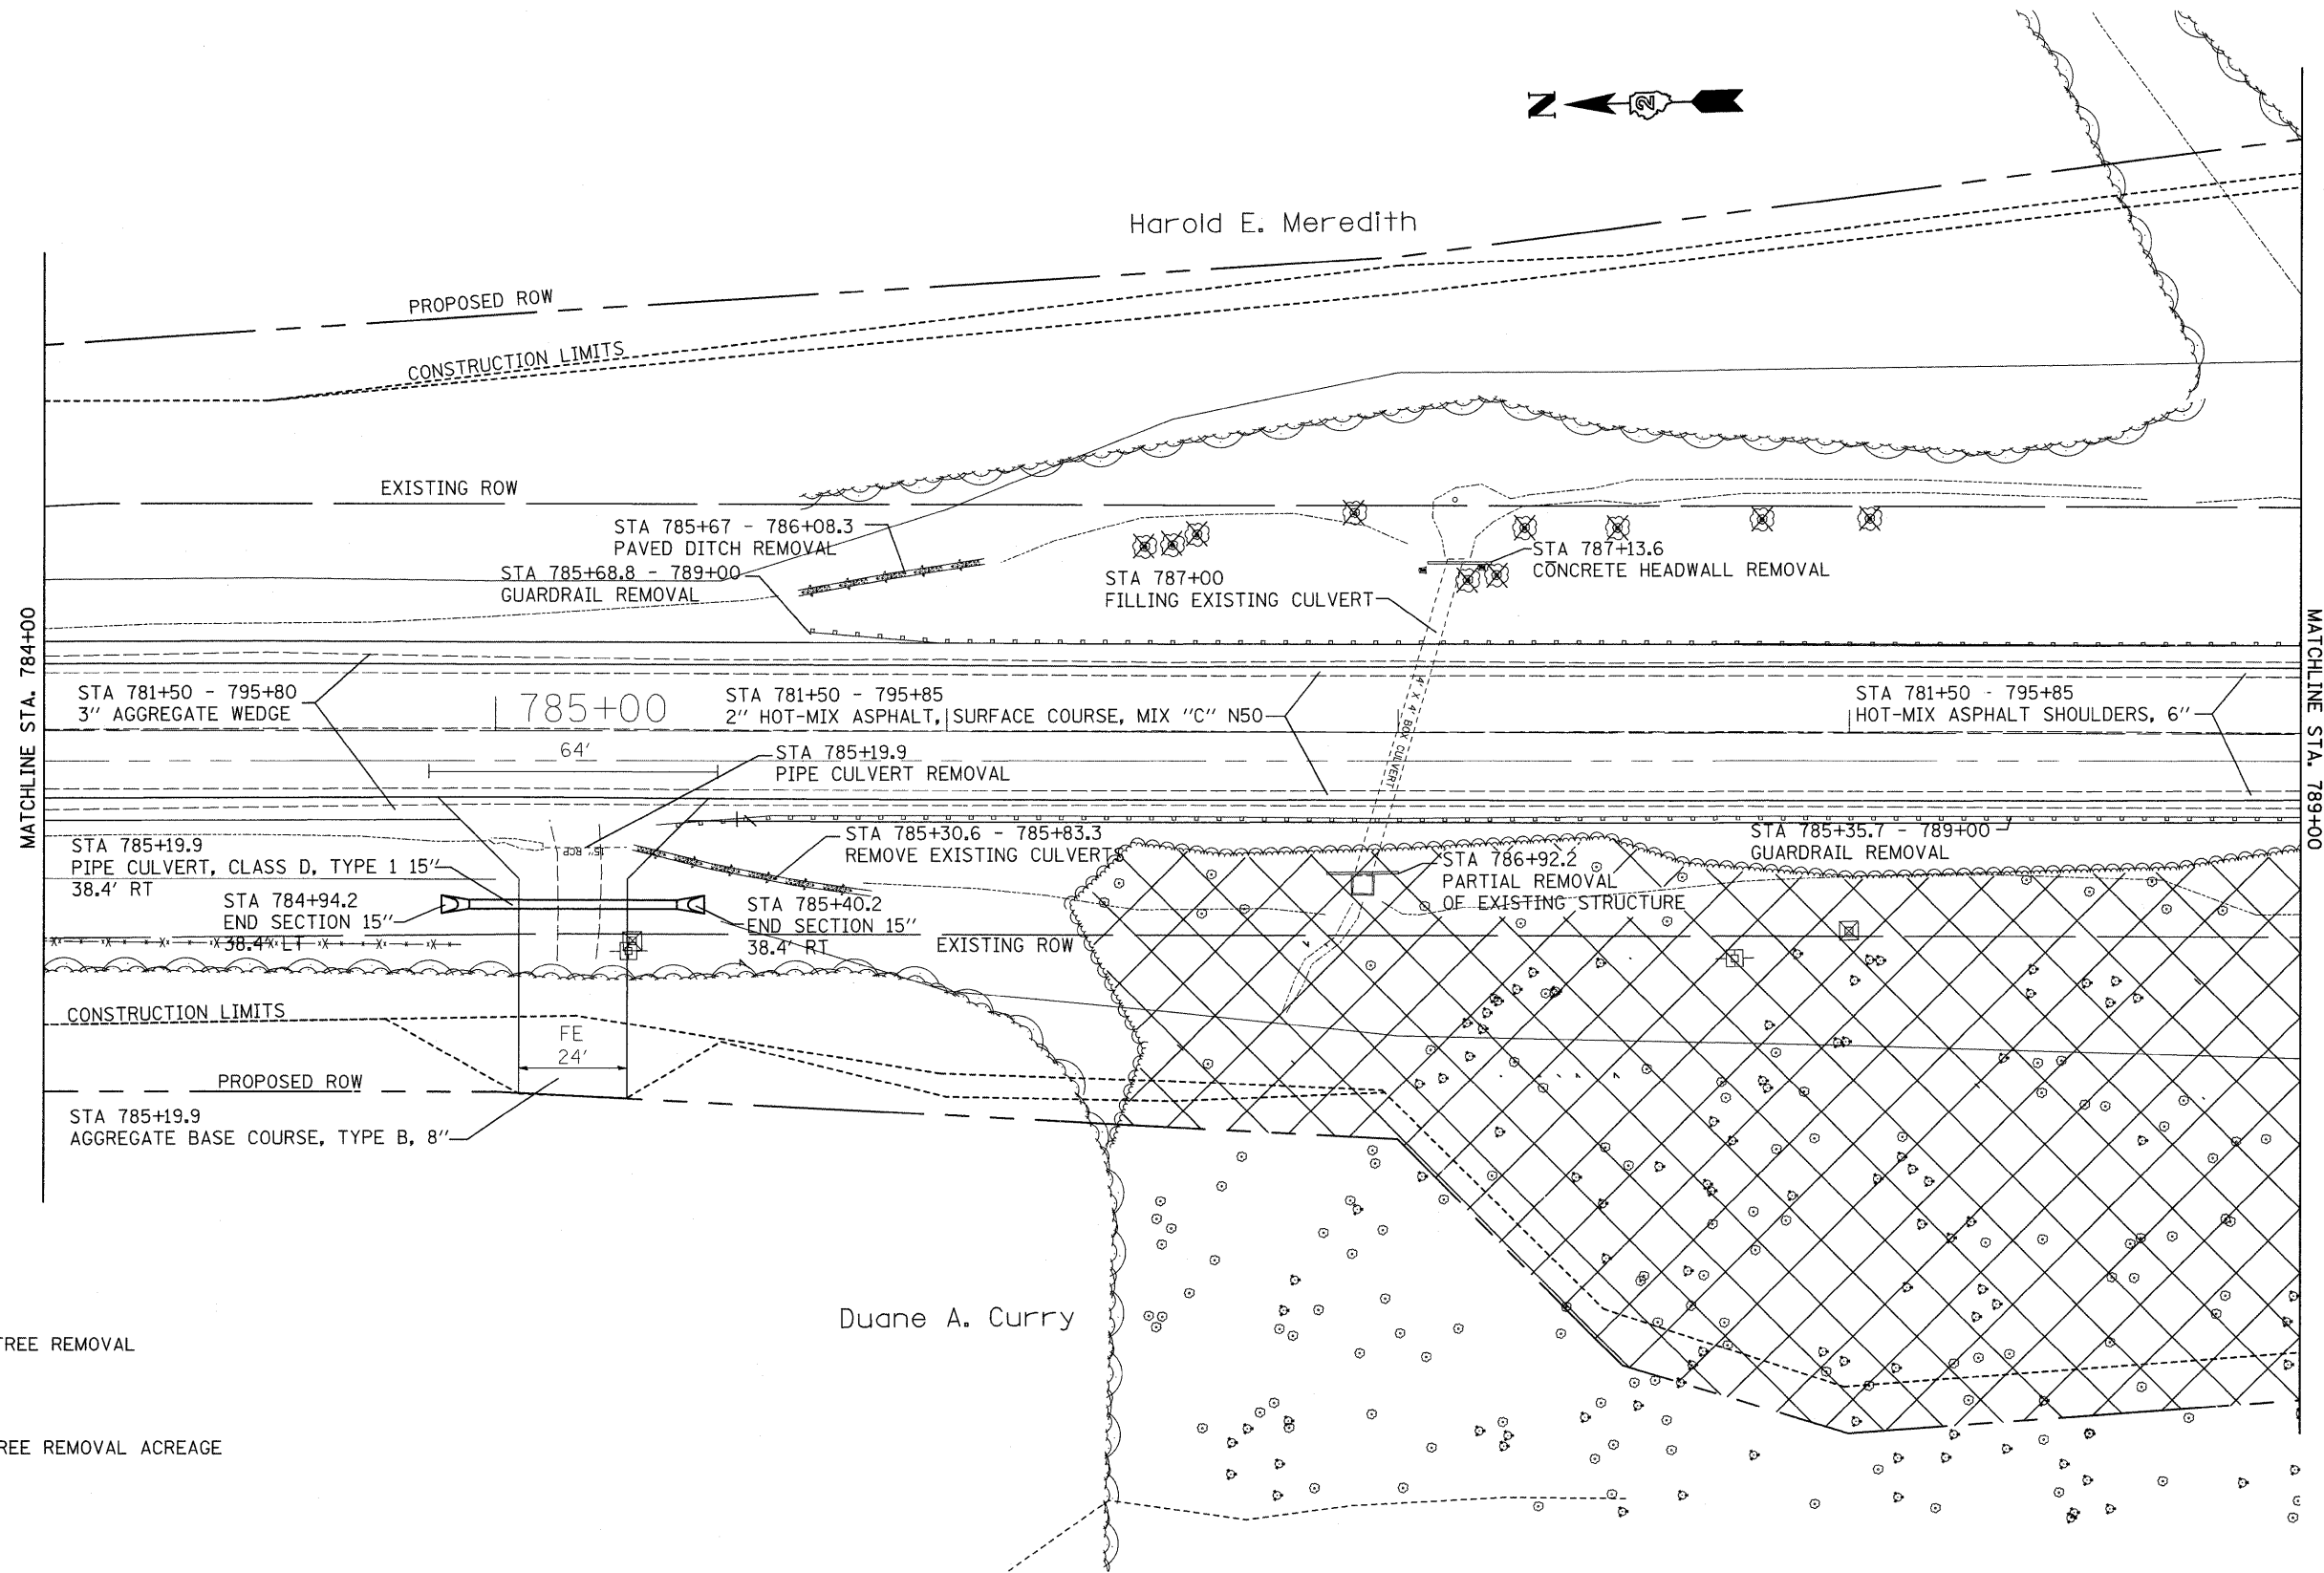 N
2
Harold E. Meredith
PROPOSED ROW
CONSTRUCTION LIMITS
EXISTING ROW
STA 785+67 - 786+08.3
PAVED DITCH REMOVAL
STA 785+68.8 - 789+00
GUARDRAIL REMOVAL
STA 787+13.6
CONCRETE HEADWALL REMOVAL
STA 787+00
FILLING EXISTING CULVERT
MATCHLINE STA. 784+00
MATCHLINE STA. 789+00
STA 781+50 - 795+80
3" AGGREGATE WEDGE
785+00
STA 781+50 - 795+85
2" HOT-MIX ASPHALT, SURFACE COURSE, MIX "C" N50
4' X 4' BOX CULVERT
STA 781+50 - 795+85
HOT-MIX ASPHALT SHOULDERS, 6"
64'
STA 785+19.9
PIPE CULVERT REMOVAL
15" RCP
STA 785+19.9
PIPE CULVERT, CLASS D, TYPE 1 15"
38.4' RT
STA 785+30.6 - 785+83.3
REMOVE EXISTING CULVERTS
STA 785+35.7 - 789+00
GUARDRAIL REMOVAL
STA 786+92.2
PARTIAL REMOVAL
OF EXISTING STRUCTURE
STA 784+94.2
END SECTION 15"
38.4' LT
STA 785+40.2
END SECTION 15"
38.4' RT
EXISTING ROW
CONSTRUCTION LIMITS
FE
24'
PROPOSED ROW
STA 785+19.9
AGGREGATE BASE COURSE, TYPE B, 8"
Duane A. Curry
TREE REMOVAL
REE REMOVAL ACREAGE